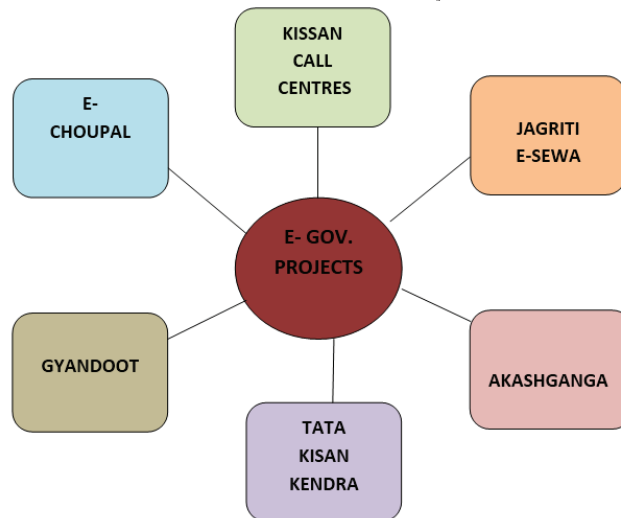 KISSAN
CALL
CENTRES
E-
CHOUPAL
JAGRITI
E-SEWA
E- GOV.
PROJECTS
GYANDOOT
AKASHGANGA
TATA
KISAN
KENDRA